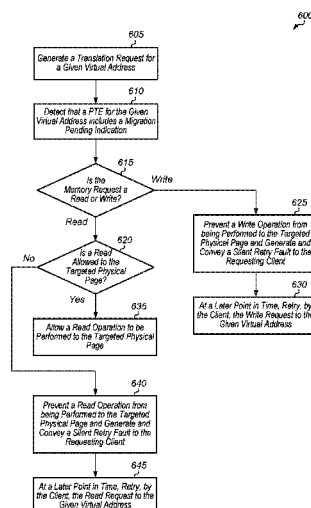 600
605
Generate a Translation Request for
a Given Virtual Address
610
Detect that a PTE for the Given
Virtual Address includes a Migration
Pending Indication
615
Is the
Memory Request a
Read or Write?
Write
Read
620
Is a Read
Allowed to the
Targeted Physical
Page?
No
Yes
625
Prevent a Write Operation from
being Performed to the Targeted
Physical Page and Generate and
Convey a Silent Retry Fault to the
Requesting Client
630
At a Later Point in Time, Retry, by
the Client, the Write Request to the
Given Virtual Address
635
Allow a Read Operation to be
Performed to the Targeted Physical
Page
640
Prevent a Read Operation from
being Performed to the Targeted
Physical Page and Generate and
Convey a Silent Retry Fault to the
Requesting Client
645
At a Later Point in Time, Retry, by
the Client, the Read Request to the
Given Virtual Address